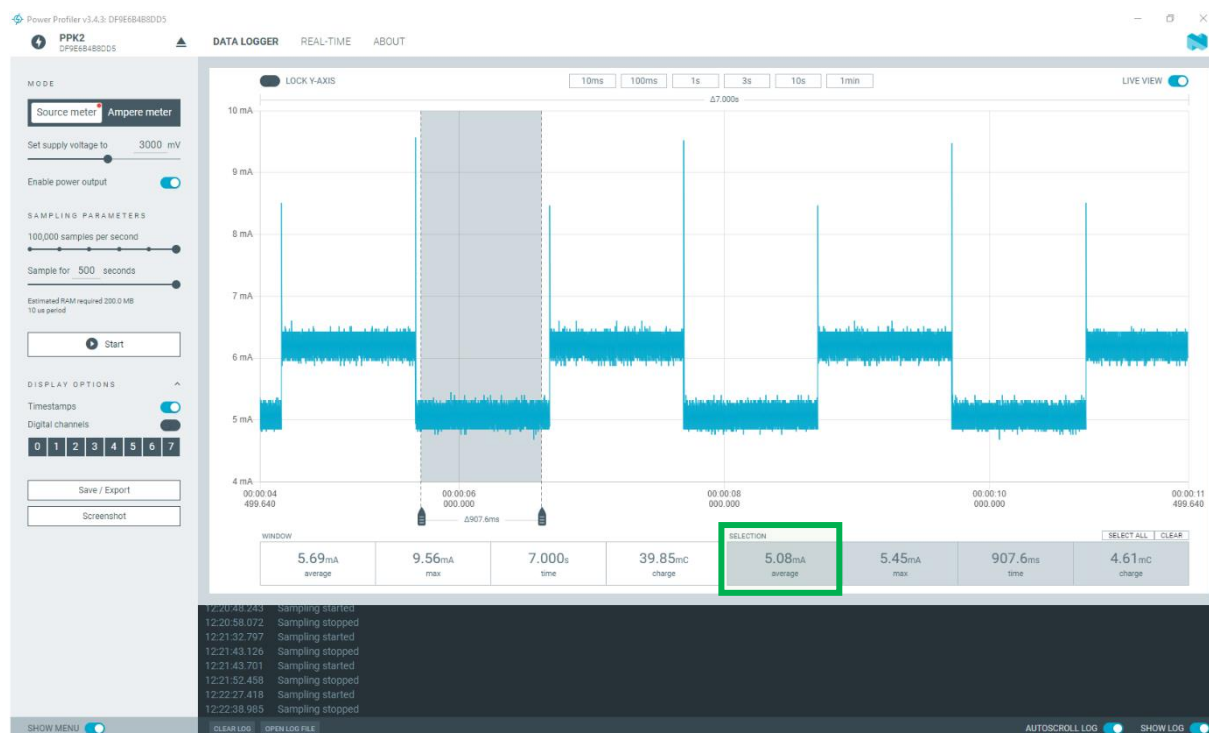 Power Profiler v3.4.3: DF9E6B4B8DD5
PPK2
DF9E6B4B8DD5
DATA LOGGER
REAL-TIME
ABOUT
MODE
Source meter
Ampere meter
Set supply voltage to 3000 mV
Enable power output
SAMPLING PARAMETERS
100,000 samples per second
Sample for 500 seconds
Estimated RAM required 200.0 MB
10 us period
Start
DISPLAY OPTIONS
Timestamps
Digital channels
0 1 2 3 4 5 6 7
Save / Export
Screenshot
SHOW MENU
LOCK Y-AXIS
10ms 100ms 1s 3s 10s 1min
LIVE VIEW
Δ7.000s
10 mA
9 mA
8 mA
7 mA
6 mA
5 mA
4 mA
00:00:04 00:00:06 00:00:08 00:00:10 00:00:11
499.640 000.000 000.000 000.000 499.640
Δ907.6ms
WINDOW
5.69mA 9.56mA 7.000s 39.85mC
average max time charge
SELECTION
SELECT ALL CLEAR
5.08mA 5.45mA 907.6ms 4.61mC
average max time charge
12:20:48.243 Sampling started
12:20:58.072 Sampling stopped
12:21:32.797 Sampling started
12:21:43.126 Sampling stopped
12:21:43.701 Sampling started
12:21:52.458 Sampling stopped
12:22:27.418 Sampling started
12:22:38.985 Sampling stopped
CLEAR LOG OPEN LOG FILE
AUTOSCROLL LOG
SHOW LOG